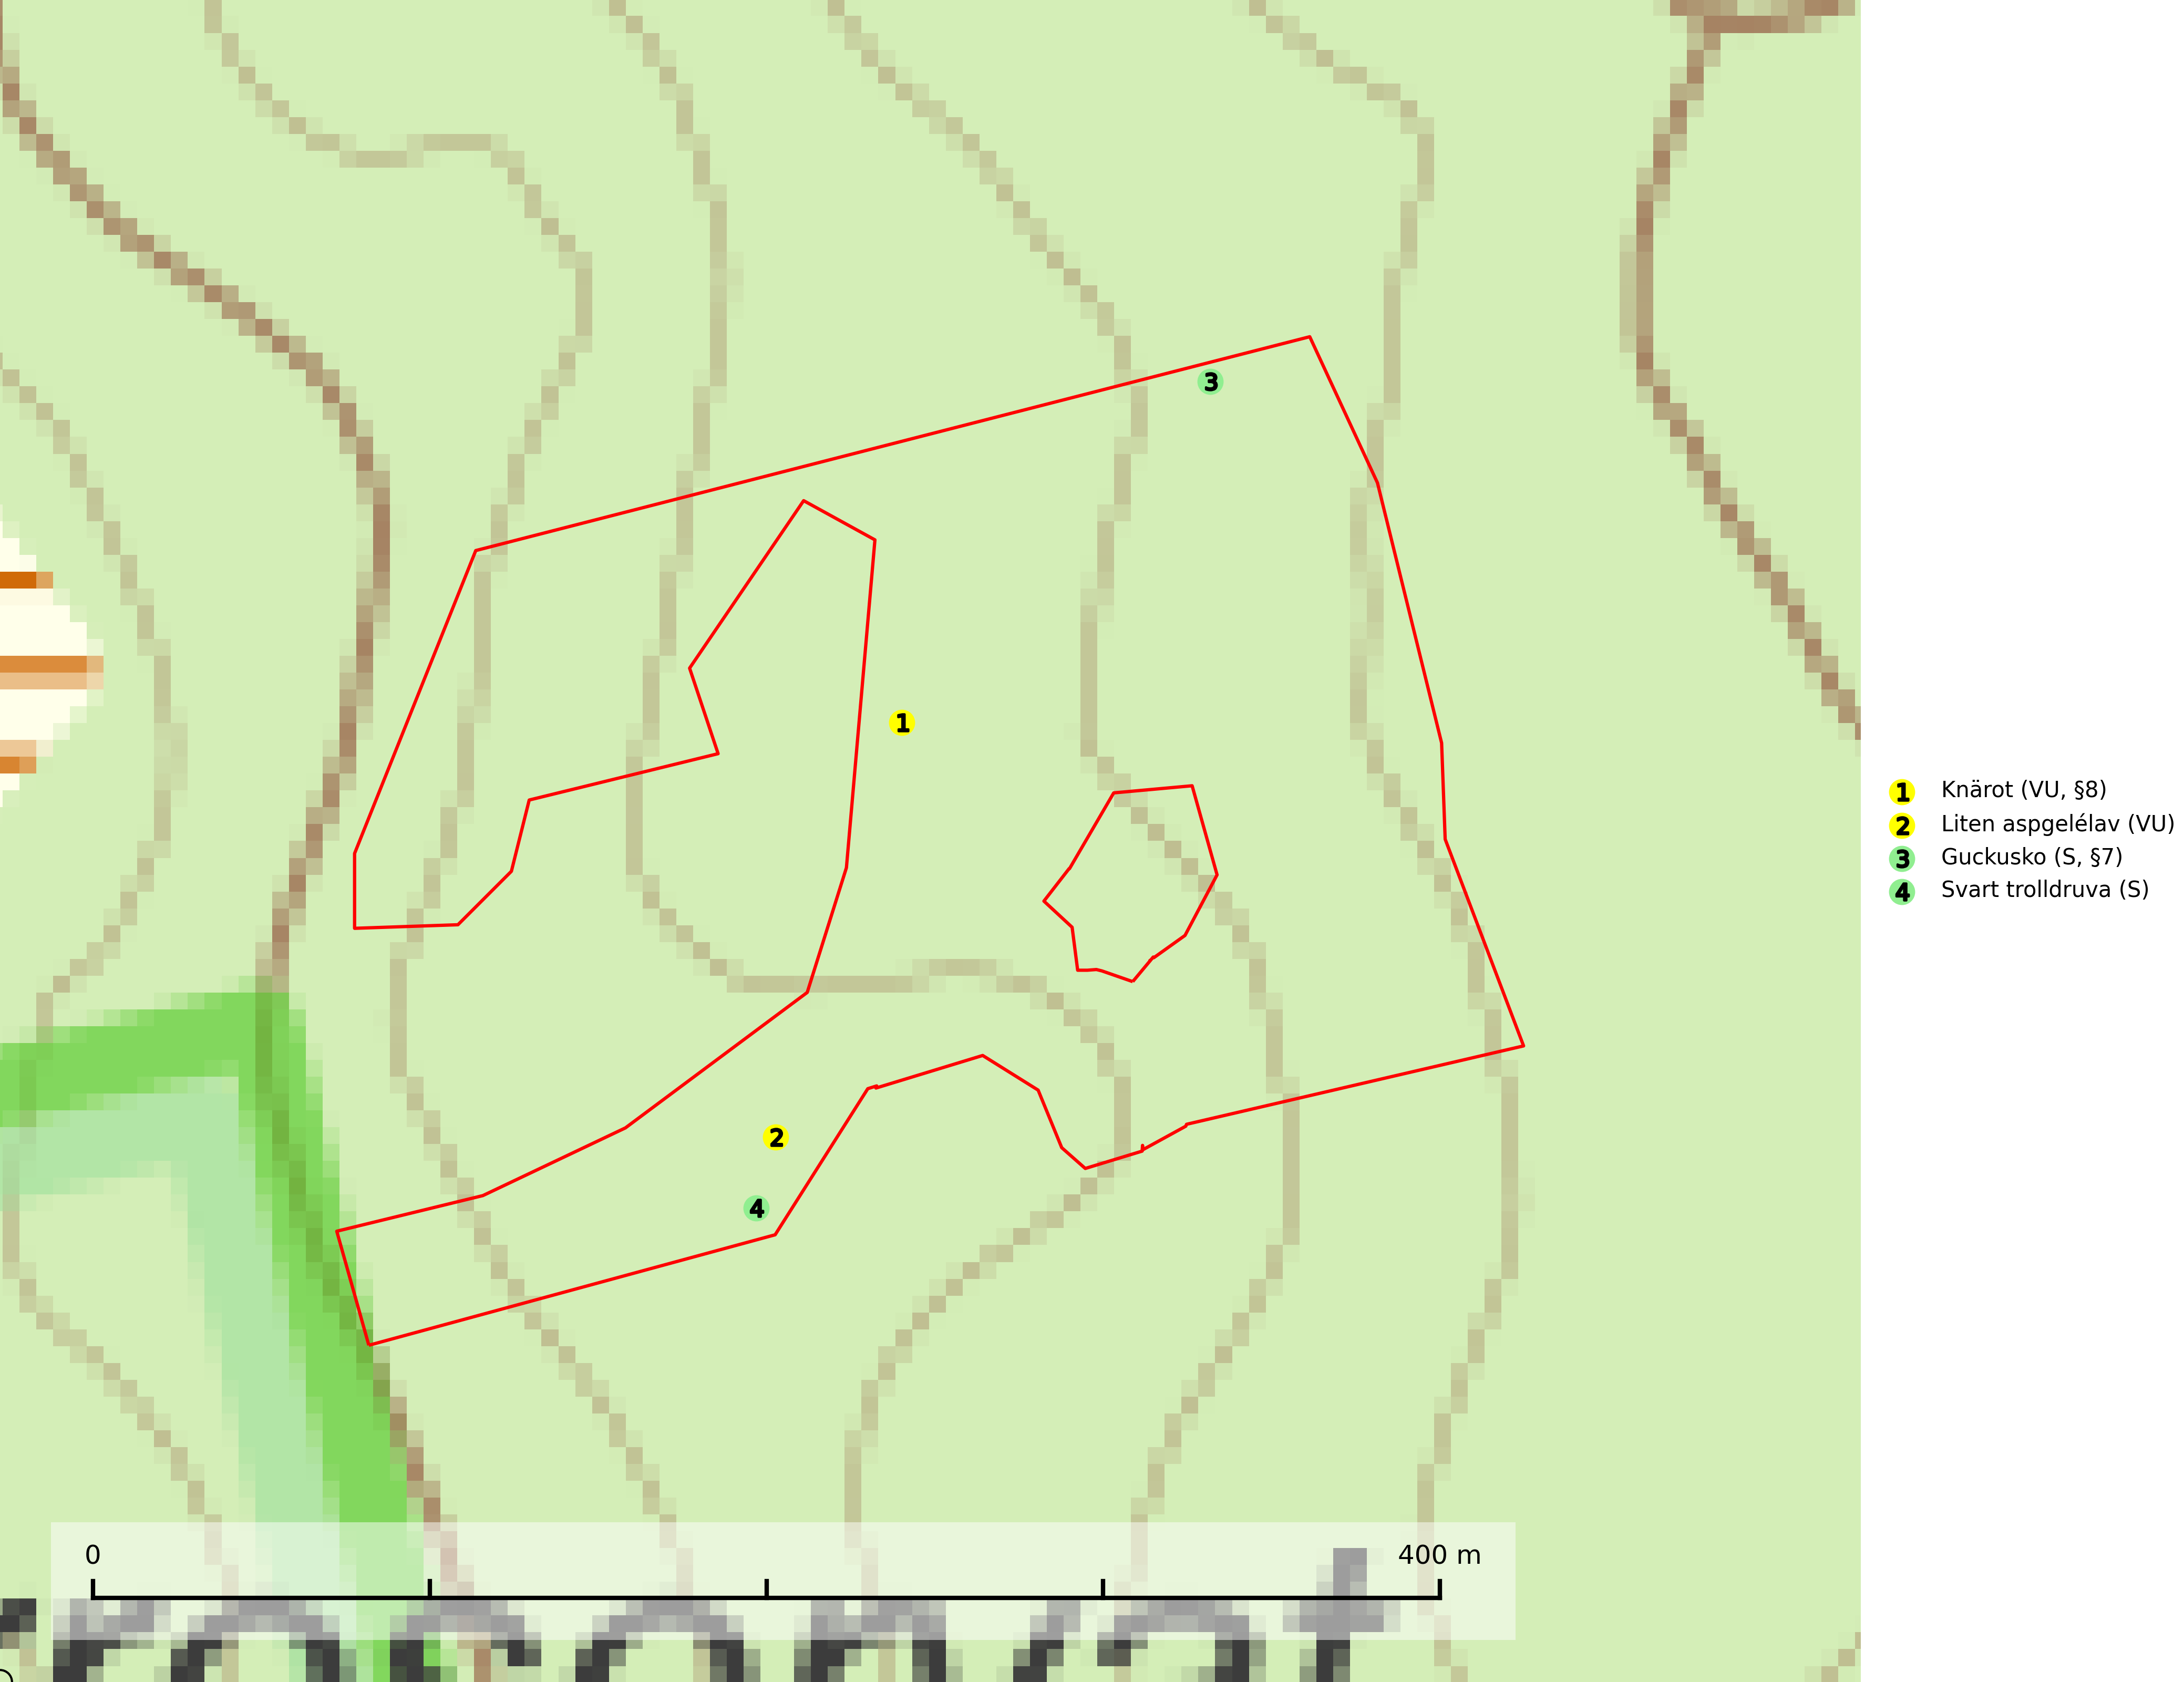 3
1
2
4
1 Knärot (VU, §8)
2 Liten aspgelélav (VU)
3 Guckusko (S, §7)
4 Svart trolldruva (S)
0 400 m